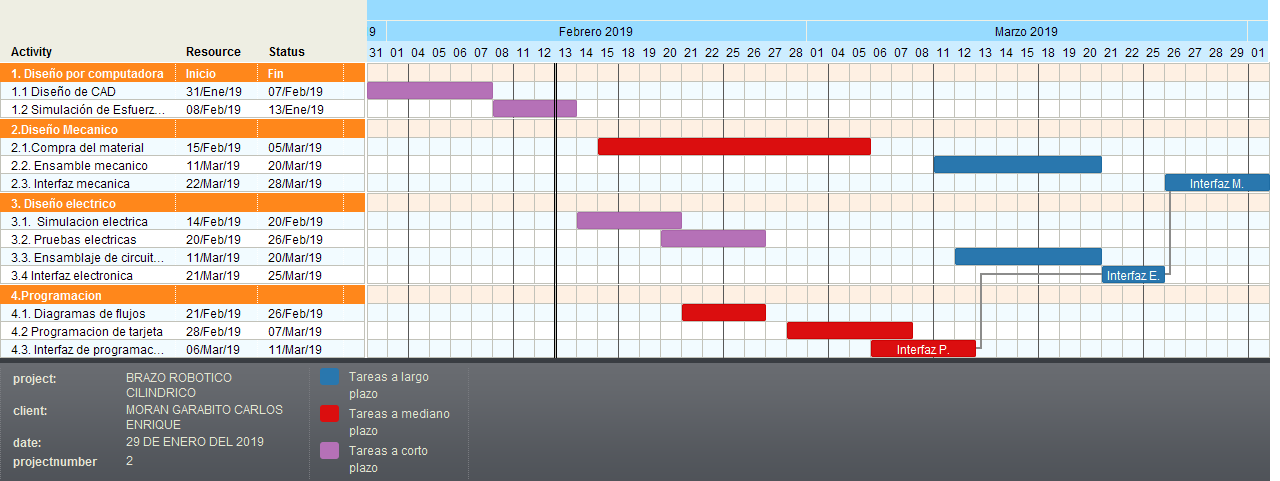 9 Febrero 2019 Marzo 2019
Activity Resource Status 31 01 04 05 06 07 08 11 12 13 14 15 18 19 20 21 22 25 26 27 28 01 04 05 06 07 08 11 12 13 14 15 18 19 20 21 22 25 26 27 28 29 01
1. Diseño por computadora Inicio Fin
1.1 Diseño de CAD 31/Ene/19 07/Feb/19
1.2 Simulación de Esfuerz... 08/Feb/19 13/Ene/19
2.Diseño Mecanico
2.1.Compra del material 15/Feb/19 05/Mar/19
2.2. Ensamble mecanico 11/Mar/19 20/Mar/19
2.3. Interfaz mecanica 22/Mar/19 28/Mar/19 Interfaz M.
3. Diseño electrico
3.1. Simulacion electrica 14/Feb/19 20/Feb/19
3.2. Pruebas electricas 20/Feb/19 26/Feb/19
3.3. Ensamblaje de circuit... 11/Mar/19 20/Mar/19
3.4 Interfaz electronica 21/Mar/19 25/Mar/19 Interfaz E.
4.Programacion
4.1. Diagramas de flujos 21/Feb/19 26/Feb/19
4.2 Programacion de tarjeta 28/Feb/19 07/Mar/19
4.3. Interfaz de programac... 06/Mar/19 11/Mar/19 Interfaz P.
project: BRAZO ROBOTICO
CILINDRICO
client: MORAN GARABITO CARLOS
ENRIQUE
date: 29 DE ENERO DEL 2019
projectnumber 2
Tareas a largo
plazo
Tareas a mediano
plazo
Tareas a corto
plazo